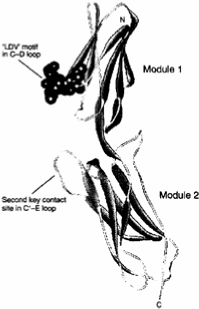 N
'LDV' motif
in C–D loop
Module 1
Module 2
Second key contact
site in C'–E loop
C